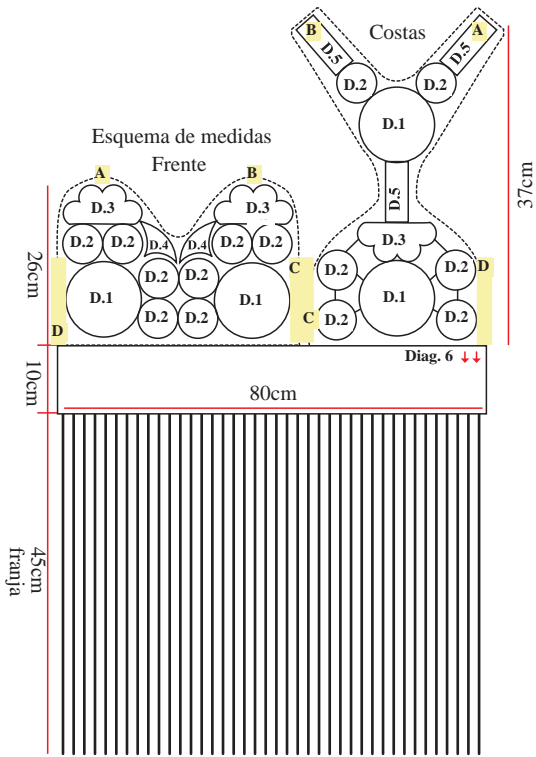 Costas
B
A
D.5
D.5
D.2
D.2
D.1
D.5
37cm
Esquema de medidas
Frente
A
B
D.3
D.3
D.4
D.4
D.2
D.2
D.2
D.2
D.2
D.2
D.1
D.2
D.2
D.1
D
C
26cm
D.3
D.2
D.2
D
D.1
C
D.2
D.2
Diag. 6
10cm
80cm
45cm
franja